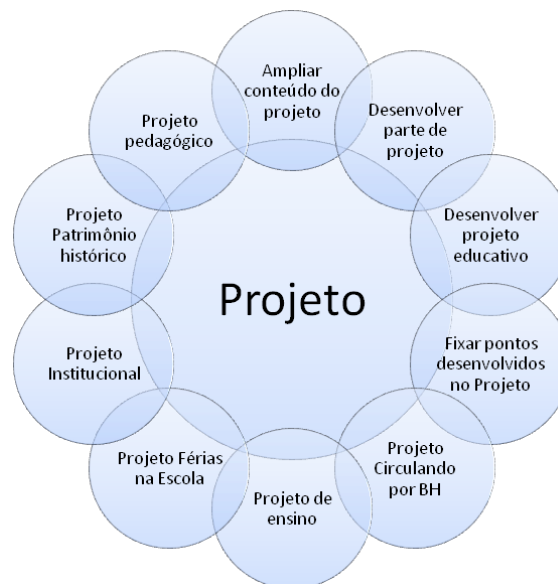 Ampliar
conteúdo do
projeto
Desenvolver
parte de
projeto
Desenvolver
projeto
educativo
Fixar pontos
desenvolvidos
no Projeto
Projeto
Circulando
por BH
Projeto de
ensino
Projeto Férias
na Escola
Projeto
Institucional
Projeto
Patrimônio
histórico
Projeto
pedagógico
Projeto